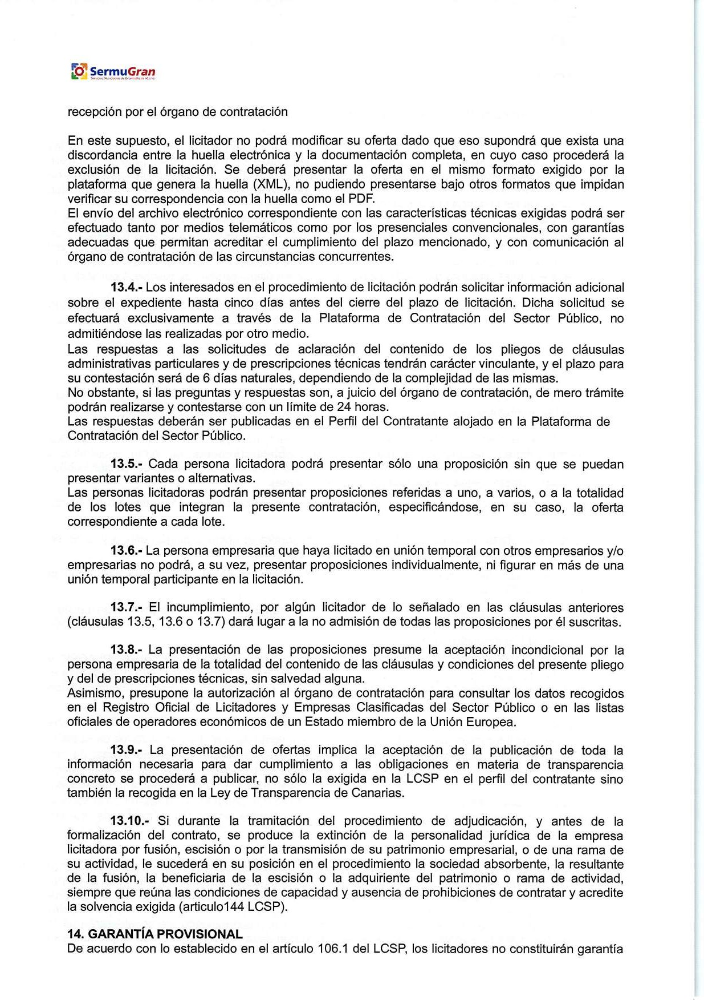 SermuGran
Servicios Municipales de Granadilla de Abona
recepción por el órgano de contratación
En este supuesto, el licitador no podrá modificar su oferta dado que eso supondrá que exista una
discordancia entre la huella electrónica y la documentación completa, en cuyo caso procederá la
exclusión de la licitación. Se deberá presentar la oferta en el mismo formato exigido por la
plataforma que genera la huella (XML), no pudiendo presentarse bajo otros formatos que impidan
verificar su correspondencia con la huella como el PDF.
El envío del archivo electrónico correspondiente con las características técnicas exigidas podrá ser
efectuado tanto por medios telemáticos como por los presenciales convencionales, con garantías
adecuadas que permitan acreditar el cumplimiento del plazo mencionado, y con comunicación al
órgano de contratación de las circunstancias concurrentes.
13.4.- Los interesados en el procedimiento de licitación podrán solicitar información adicional
sobre el expediente hasta cinco días antes del cierre del plazo de licitación. Dicha solicitud se
efectuará exclusivamente a través de la Plataforma de Contratación del Sector Público, no
admitiéndose las realizadas por otro medio.
Las respuestas a las solicitudes de aclaración del contenido de los pliegos de cláusulas
administrativas particulares y de prescripciones técnicas tendrán carácter vinculante, y el plazo para
su contestación será de 6 días naturales, dependiendo de la complejidad de las mismas.
No obstante, si las preguntas y respuestas son, a juicio del órgano de contratación, de mero trámite
podrán realizarse y contestarse con un límite de 24 horas.
Las respuestas deberán ser publicadas en el Perfil del Contratante alojado en la Plataforma de
Contratación del Sector Público.
13.5.- Cada persona licitadora podrá presentar sólo una proposición sin que se puedan
presentar variantes o alternativas.
Las personas licitadoras podrán presentar proposiciones referidas a uno, a varios, o a la totalidad
de los lotes que integran la presente contratación, especificándose, en su caso, la oferta
correspondiente a cada lote.
13.6.- La persona empresaria que haya licitado en unión temporal con otros empresarios y/o
empresarias no podrá, a su vez, presentar proposiciones individualmente, ni figurar en más de una
unión temporal participante en la licitación.
13.7.- El incumplimiento, por algún licitador de lo señalado en las cláusulas anteriores
(cláusulas 13.5, 13.6 o 13.7) dará lugar a la no admisión de todas las proposiciones por él suscritas.
13.8.- La presentación de las proposiciones presume la aceptación incondicional por la
persona empresaria de la totalidad del contenido de las cláusulas y condiciones del presente pliego
y del de prescripciones técnicas, sin salvedad alguna.
Asimismo, presupone la autorización al órgano de contratación para consultar los datos recogidos
en el Registro Oficial de Licitadores y Empresas Clasificadas del Sector Público o en las listas
oficiales de operadores económicos de un Estado miembro de la Unión Europea.
13.9.- La presentación de ofertas implica la aceptación de la publicación de toda la
información necesaria para dar cumplimiento a las obligaciones en materia de transparencia
concreto se procederá a publicar, no sólo la exigida en la LCSP en el perfil del contratante sino
también la recogida en la Ley de Transparencia de Canarias.
13.10.- Si durante la tramitación del procedimiento de adjudicación, y antes de la
formalización del contrato, se produce la extinción de la personalidad jurídica de la empresa
licitadora por fusión, escisión o por la transmisión de su patrimonio empresarial, o de una rama de
su actividad, le sucederá en su posición en el procedimiento la sociedad absorbente, la resultante
de la fusión, la beneficiaria de la escisión o la adquiriente del patrimonio o rama de actividad,
siempre que reúna las condiciones de capacidad y ausencia de prohibiciones de contratar y acredite
la solvencia exigida (articulo144 LCSP).
14. GARANTÍA PROVISIONAL
De acuerdo con lo establecido en el artículo 106.1 del LCSP, los licitadores no constituirán garantía